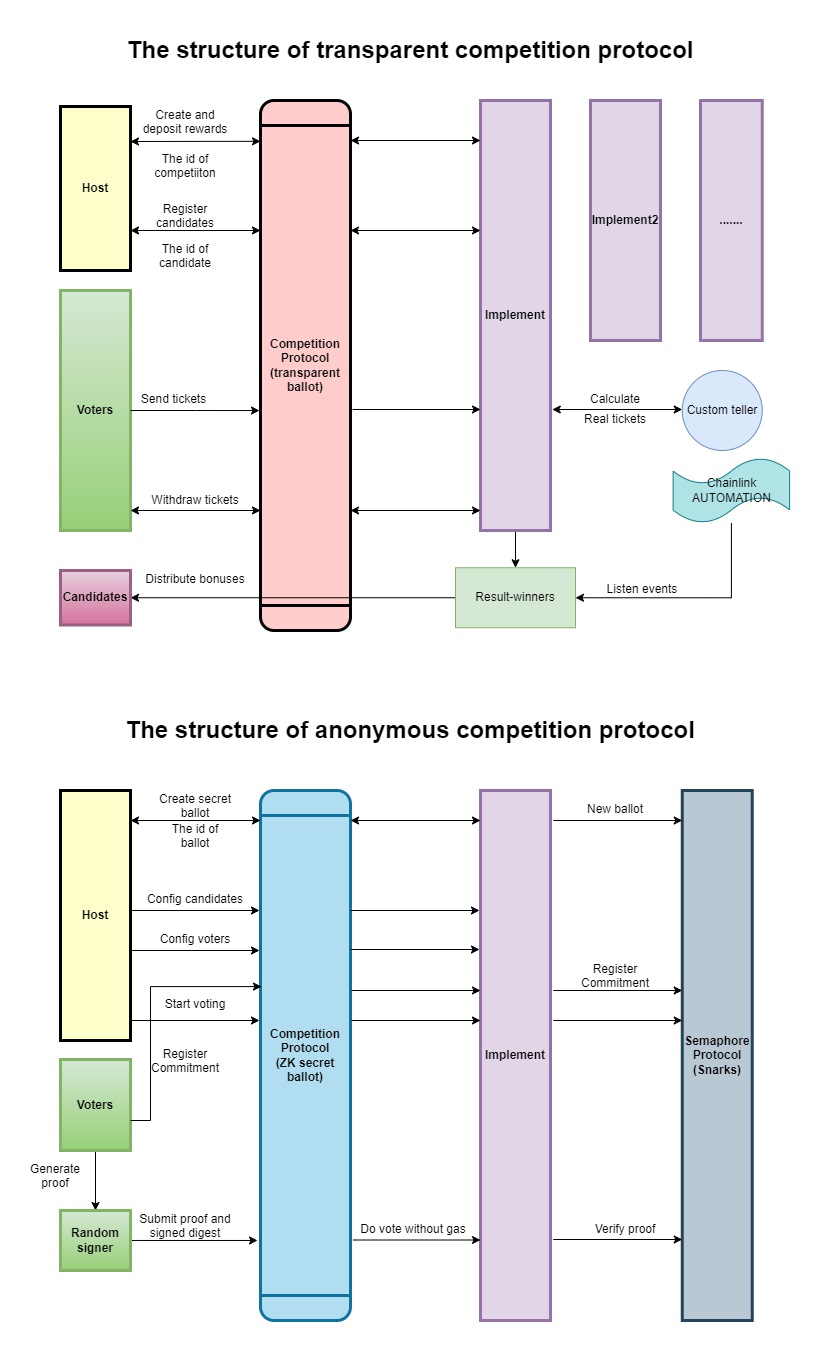 The structure of transparent competition protocol
Create and
deposit rewards
The id of
competiiton
Host
Register
candidates
The id of
candidate
Implement2
.......
Implement
Competition
Protocol
(transparent
ballot)
Voters
Send tickets
Calculate
Real tickets
Custom teller
Chainlink
AUTOMATION
Withdraw tickets
Distribute bonuses
Candidates
Result-winners
Listen events
The structure of anonymous competition protocol
Create secret
ballot
The id of
ballot
New ballot
Host
Config candidates
Config voters
Register
Commitment
Start voting
Competition
Protocol
(ZK secret
ballot)
Implement
Semaphore
Protocol
(Snarks)
Register
Commitment
Voters
Generate
proof
Random
signer
Submit proof and
signed digest
Do vote without gas
Verify proof